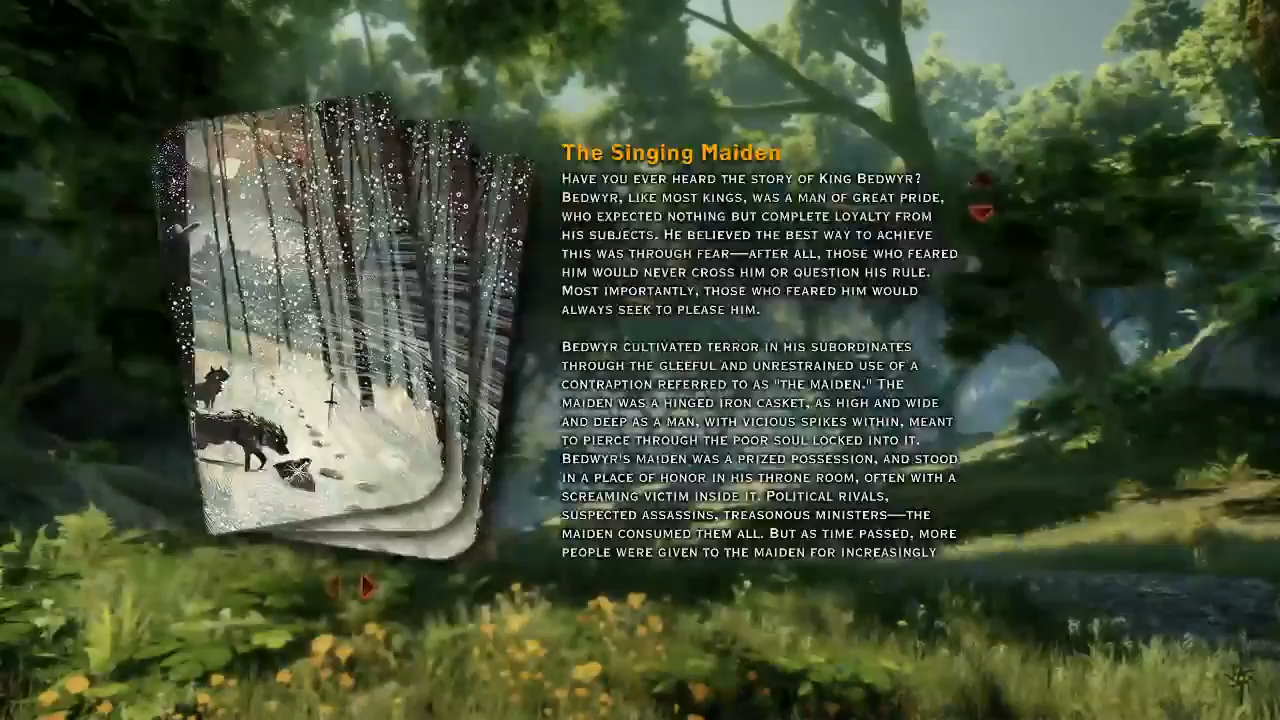 The Singing Maiden
Have you ever heard the story of King Bedwyr?
Bedwyr, like most kings, was a man of great pride,
who expected nothing but complete loyalty from
his subjects. He believed the best way to achieve
this was through fear—after all, those who feared
him would never cross him or question his rule.
Most importantly, those who feared him would
always seek to please him.
Bedwyr cultivated terror in his subordinates
through the gleeful and unrestrained use of a
contraption referred to as "the maiden." The
maiden was a hinged iron casket, as high and wide
and deep as a man, with vicious spikes within, meant
to pierce through the poor soul locked into it.
Bedwyr's maiden was a prized possession, and stood
in a place of honor in his throne room, often with a
screaming victim inside it. Political rivals,
suspected assassins, treasonous ministers—the
maiden consumed them all. But as time passed, more
people were given to the maiden for increasingly